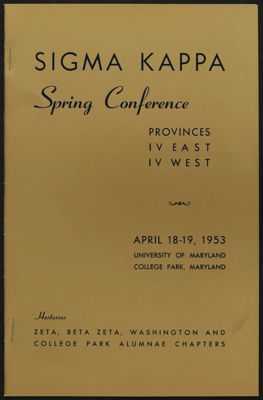 SIGMA KAPPA
Spring Conference
PROVINCES
IV EAST
IV WEST
APRIL 18-19, 1953
UNIVERSITY OF MARYLAND
COLLEGE PARK, MARYLAND
Hostesses
ZETA, BETA ZETA, WASHINGTON AND
COLLEGE PARK ALUMNAE CHAPTERS